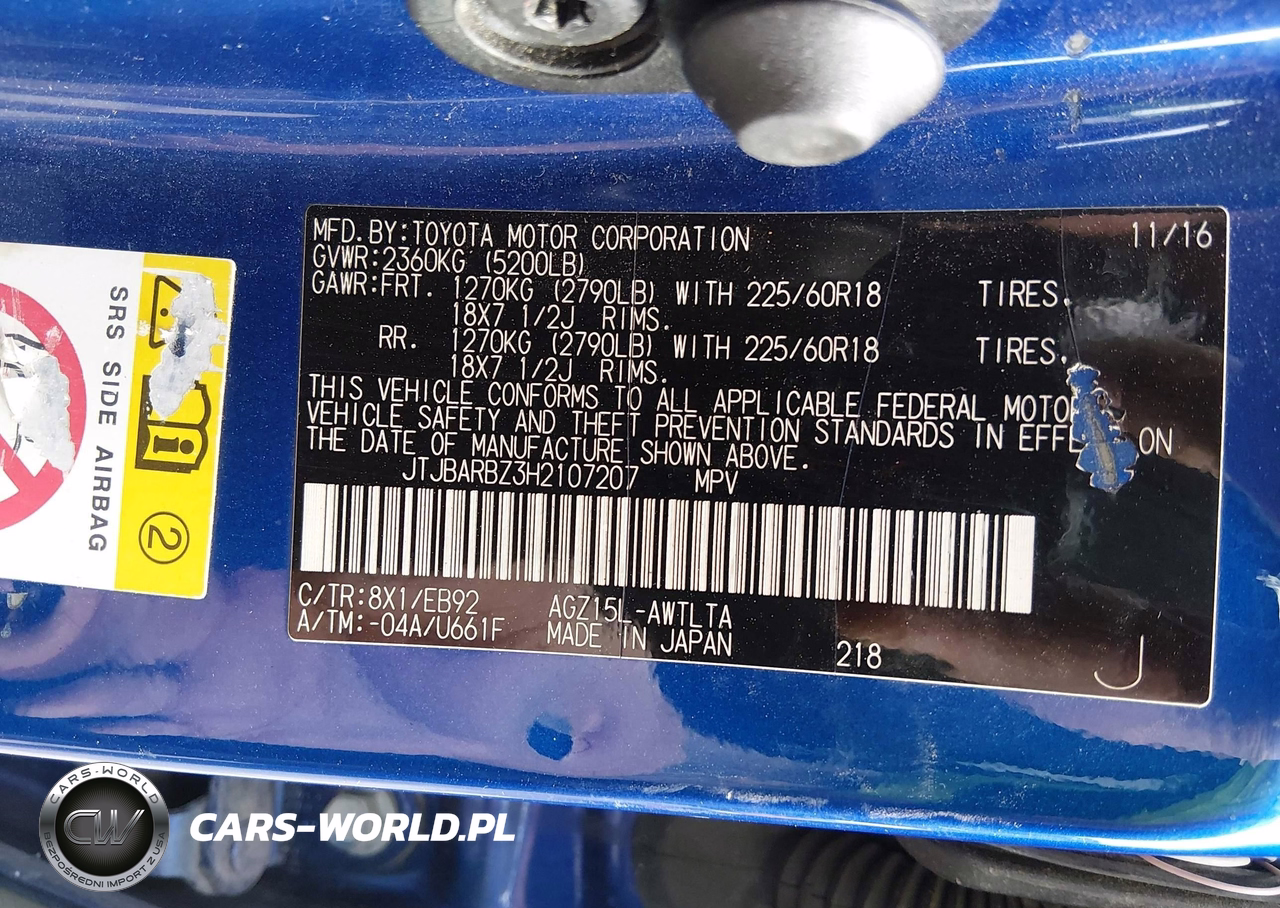 MFD.BY:TOYOTA MOTOR CORPORATION 11/16
GVWR:2360KG (5200LB)
GAWR:FRT. 1270KG (2790LB) WITH 225/60R18 TIRES,
18X7 1/2J RIMS.
RR. 1270KG (2790LB) WITH 225/60R18 TIRES,
18X7 1/2J RIMS.
THIS VEHICLE CONFORMS TO ALL APPLICABLE FEDERAL MOTO
VEHICLE SAFETY AND THEFT PREVENTION STANDARDS IN EFFE ON
THE DATE OF MANUFACTURE SHOWN ABOVE.
JTJBARBZ3H2107207 MPV
C/TR:8X1/EB92 AGZ15L-AWTLTA
A/TM:-04A/U661F MADE IN JAPAN
218 J
SRS SIDE AIRBAG
2
CARS-WORLD
CW
BEZPOŚREDNI IMPORT Z USA
CARS-WORLD.PL